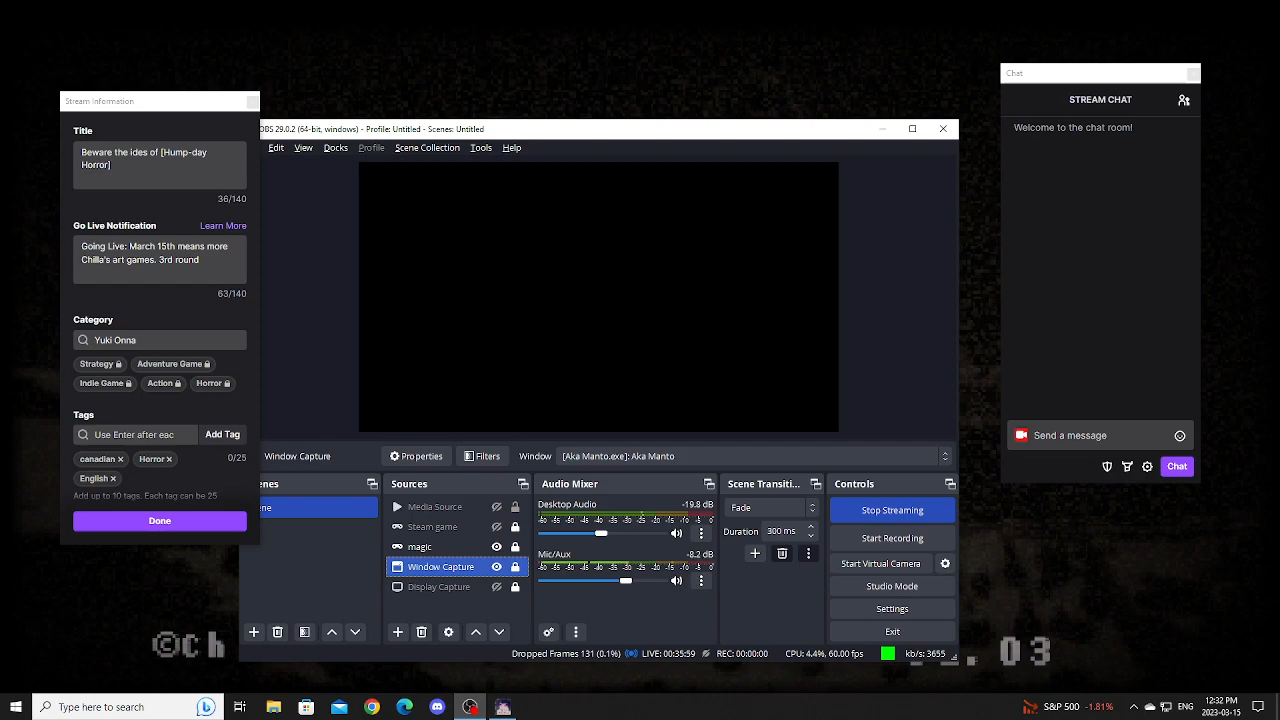 Stream Information
Title
Beware the ides of [Hump-day
Horror]
36/140
Go Live Notification
Learn More
Going Live: March 15th means more
Chilla's art games. 3rd round
63/140
Category
Yuki Onna
Strategy
Adventure Game
Indie Game
Action
Horror
Tags
Use Enter after eac
Add Tag
canadian
Horror
0/25
English
Add up to 10 tags. Each tag can be 25
Done
OBS 29.0.2 (64-bit, windows) - Profile: Untitled - Scenes: Untitled
Edit View Docks Profile Scene Collection Tools Help
Window Capture
Properties
Filters
Window
[Aka Manto.exe]: Aka Manto
enes
ene
Sources
Media Source
Steam game
magic
Window Capture
Display Capture
Audio Mixer
Desktop Audio
-19.8 dB
Mic/Aux
-8.2 dB
Scene Transiti...
Fade
Duration
300 ms
Controls
Stop Streaming
Start Recording
Start Virtual Camera
Studio Mode
Settings
Exit
Dropped Frames 131 (0.1%)
LIVE: 00:35:59
REC: 00:00:00
CPU: 4.4%, 60.00 fps
kb/s: 3655
©Ch
.03
Chat
STREAM CHAT
Welcome to the chat room!
Send a message
Chat
Type here to search
S&P 500 -1.81%
ENG
12:32 PM
2023-03-15